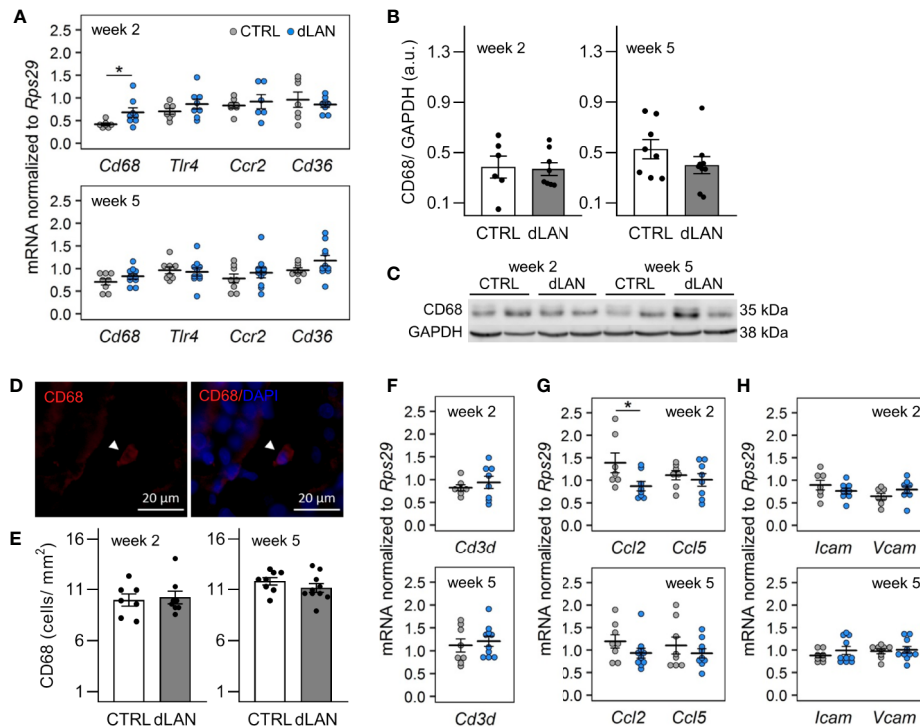 A
week 2
CTRL
dLAN
mRNA normalized to Rps29
2.5
2.0
1.5
1.0
0.5
0.0
*
Cd68 Tlr4 Ccr2 Cd36
week 5
2.5
2.0
1.5
1.0
0.5
0.0
Cd68 Tlr4 Ccr2 Cd36
B
CD68/ GAPDH (a.u.)
week 2
1.3
0.9
0.5
0.1
CTRL dLAN
week 5
1.3
0.9
0.5
0.1
CTRL dLAN
C
week 2 week 5
CTRL dLAN CTRL dLAN
CD68 35 kDa
GAPDH 38 kDa
D
CD68
20 µm
CD68/DAPI
20 µm
E
CD68 (cells/ mm²)
week 2
16
11
6
1
CTRL dLAN
week 5
16
11
6
1
CTRL dLAN
F
mRNA normalized to Rps29
week 2
2.5
2.0
1.5
1.0
0.5
0.0
Cd3d
week 5
2.5
2.0
1.5
1.0
0.5
0.0
Cd3d
G
mRNA normalized to Rps29
week 2
2.5
2.0
1.5
1.0
0.5
0.0
*
Ccl2 Ccl5
week 5
2.5
2.0
1.5
1.0
0.5
0.0
Ccl2 Ccl5
H
mRNA normalized to Rps29
week 2
2.5
2.0
1.5
1.0
0.5
0.0
Icam Vcam
week 5
2.5
2.0
1.5
1.0
0.5
0.0
Icam Vcam